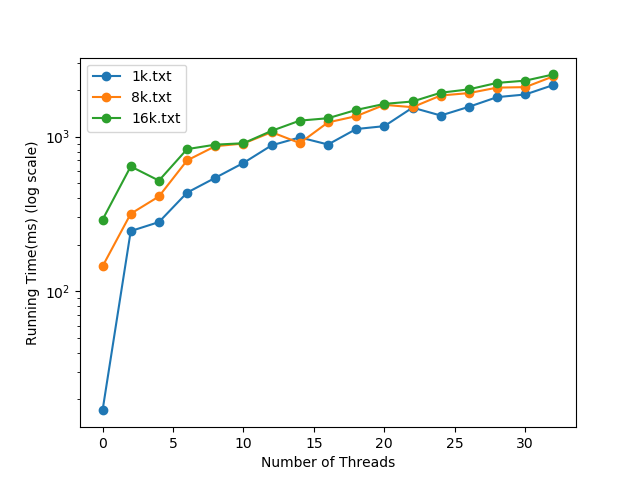 1k.txt
8k.txt
16k.txt
10³
10²
Running Time(ms) (log scale)
0 5 10 15 20 25 30
Number of Threads